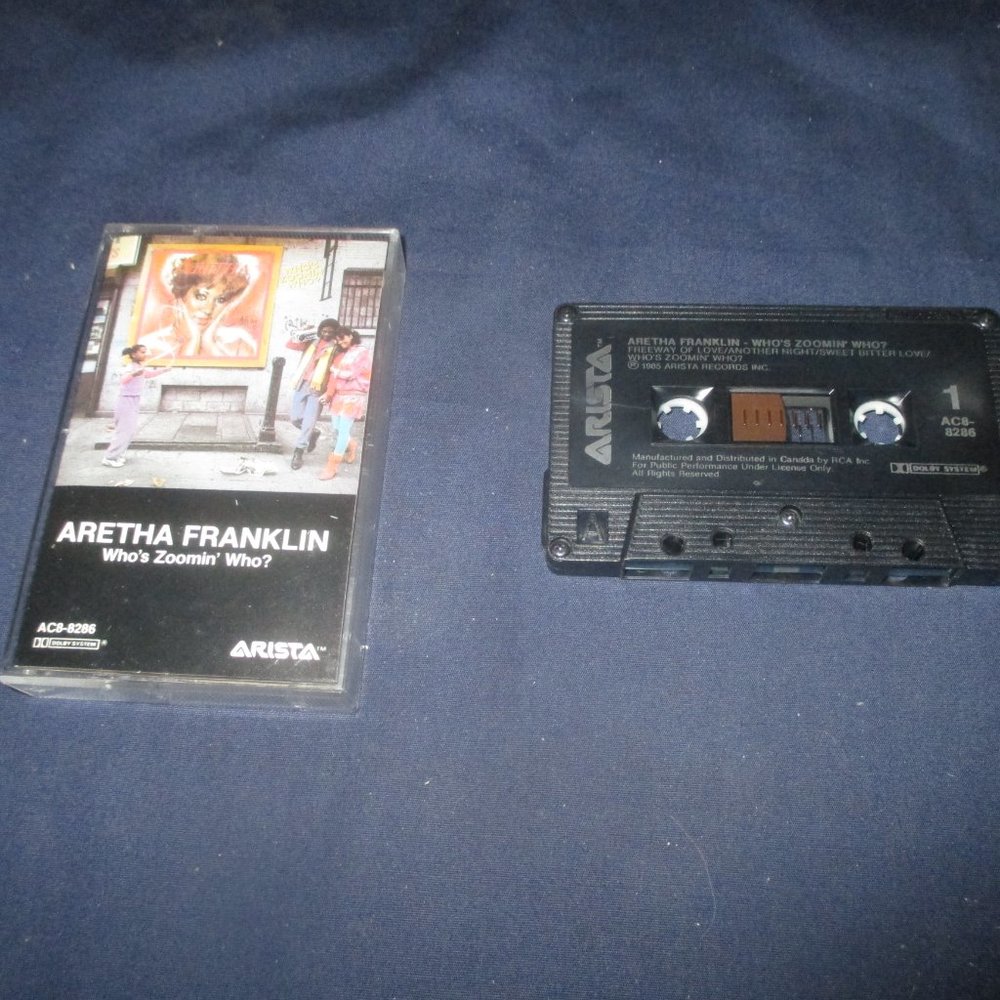 ARETHA FRANKLIN
Who's Zoomin' Who?
AC8-8286
DOLBY SYSTEM®
ARISTA™
ARISTA
ARETHA FRANKLIN - WHO'S ZOOMIN' WHO?
FREEWAY OF LOVE/ANOTHER NIGHT/SWEET BITTER LOVE/
WHO'S ZOOMIN' WHO?
℗ 1985 ARISTA RECORDS INC.
1
AC8-
8286
Manufactured and Distributed in Canada by RCA Inc.
For Public Performance Under License Only.
All Rights Reserved.
DOLBY SYSTEM®
A